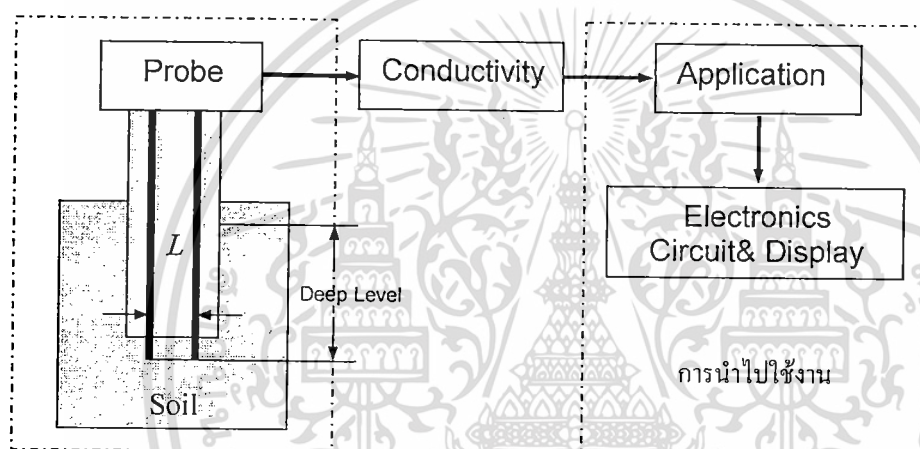 Probe
Conductivity
Application
Electronics
Circuit& Display
L
Deep Level
Soil
การนำไปใช้งาน